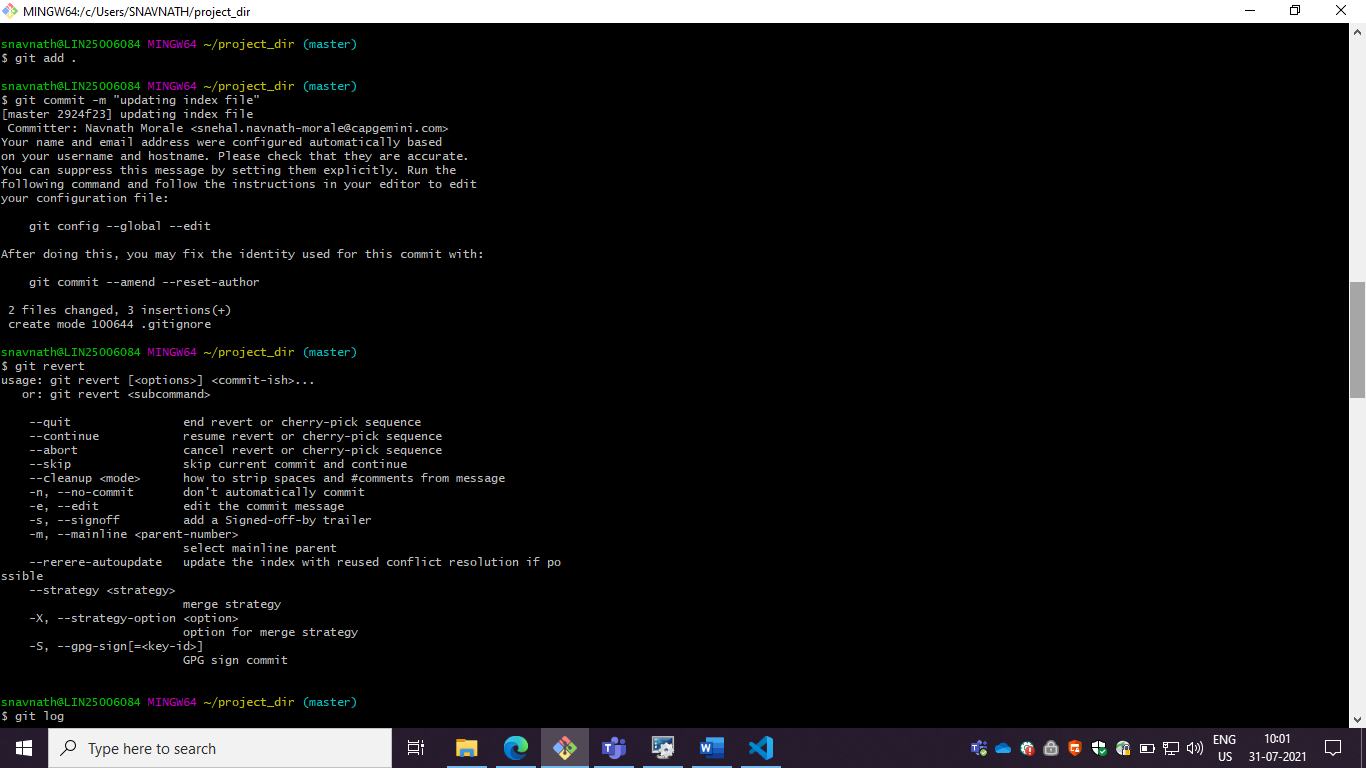 MINGW64:/c/Users/SNAVNATH/project_dir
snavnath@LIN25006084 MINGW64 ~/project_dir (master)
$ git add .
snavnath@LIN25006084 MINGW64 ~/project_dir (master)
$ git commit -m "updating index file"
[master 2924f23] updating index file
Committer: Navnath Morale <snehal.navnath-morale@capgemini.com>
Your name and email address were configured automatically based
on your username and hostname. Please check that they are accurate.
You can suppress this message by setting them explicitly. Run the
following command and follow the instructions in your editor to edit
your configuration file:
git config --global --edit
After doing this, you may fix the identity used for this commit with:
git commit --amend --reset-author
2 files changed, 3 insertions(+)
create mode 100644 .gitignore
snavnath@LIN25006084 MINGW64 ~/project_dir (master)
$ git revert
usage: git revert [<options>] <commit-ish>...
or: git revert <subcommand>
--quit end revert or cherry-pick sequence
--continue resume revert or cherry-pick sequence
--abort cancel revert or cherry-pick sequence
--skip skip current commit and continue
--cleanup <mode> how to strip spaces and #comments from message
-n, --no-commit don't automatically commit
-e, --edit edit the commit message
-s, --signoff add a Signed-off-by trailer
-m, --mainline <parent-number>
select mainline parent
--rerere-autoupdate update the index with reused conflict resolution if po
ssible
--strategy <strategy>
merge strategy
-X, --strategy-option <option>
option for merge strategy
-S, --gpg-sign[=<key-id>]
GPG sign commit
snavnath@LIN25006084 MINGW64 ~/project_dir (master)
$ git log
Type here to search
ENG
US
10:01
31-07-2021